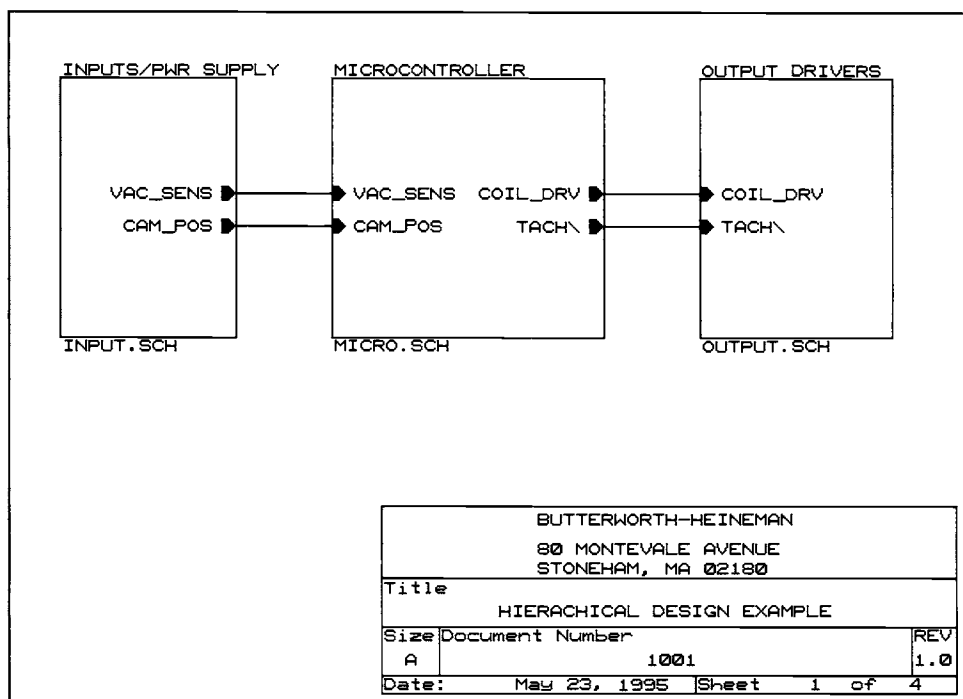 INPUTS/PWR SUPPLY
MICROCONTROLLER
OUTPUT DRIVERS
VAC_SENS
VAC_SENS
COIL_DRV
COIL_DRV
CAM_POS
CAM_POS
TACH\
TACH\
INPUT.SCH
MICRO.SCH
OUTPUT.SCH
BUTTERWORTH-HEINEMAN
80 MONTEVALE AVENUE
STONEHAM, MA 02180
Title
HIERACHICAL DESIGN EXAMPLE
Size Document Number REV
A 1001 1.0
Date: May 23, 1995 Sheet 1 of 4